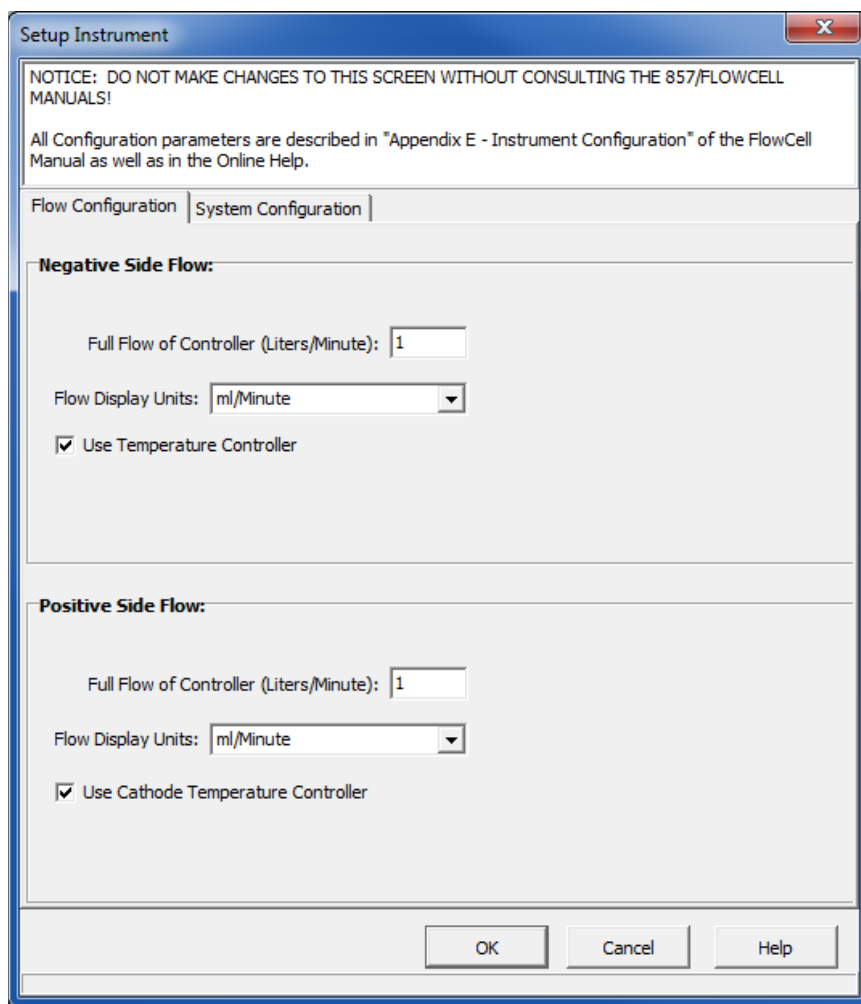 Setup Instrument
NOTICE: DO NOT MAKE CHANGES TO THIS SCREEN WITHOUT CONSULTING THE 857/FLOWCELL
MANUALS!
All Configuration parameters are described in "Appendix E - Instrument Configuration" of the FlowCell
Manual as well as in the Online Help.
Flow Configuration System Configuration
Negative Side Flow:
Full Flow of Controller (Liters/Minute): 1
Flow Display Units: ml/Minute
Use Temperature Controller
Positive Side Flow:
Full Flow of Controller (Liters/Minute): 1
Flow Display Units: ml/Minute
Use Cathode Temperature Controller
OK Cancel Help